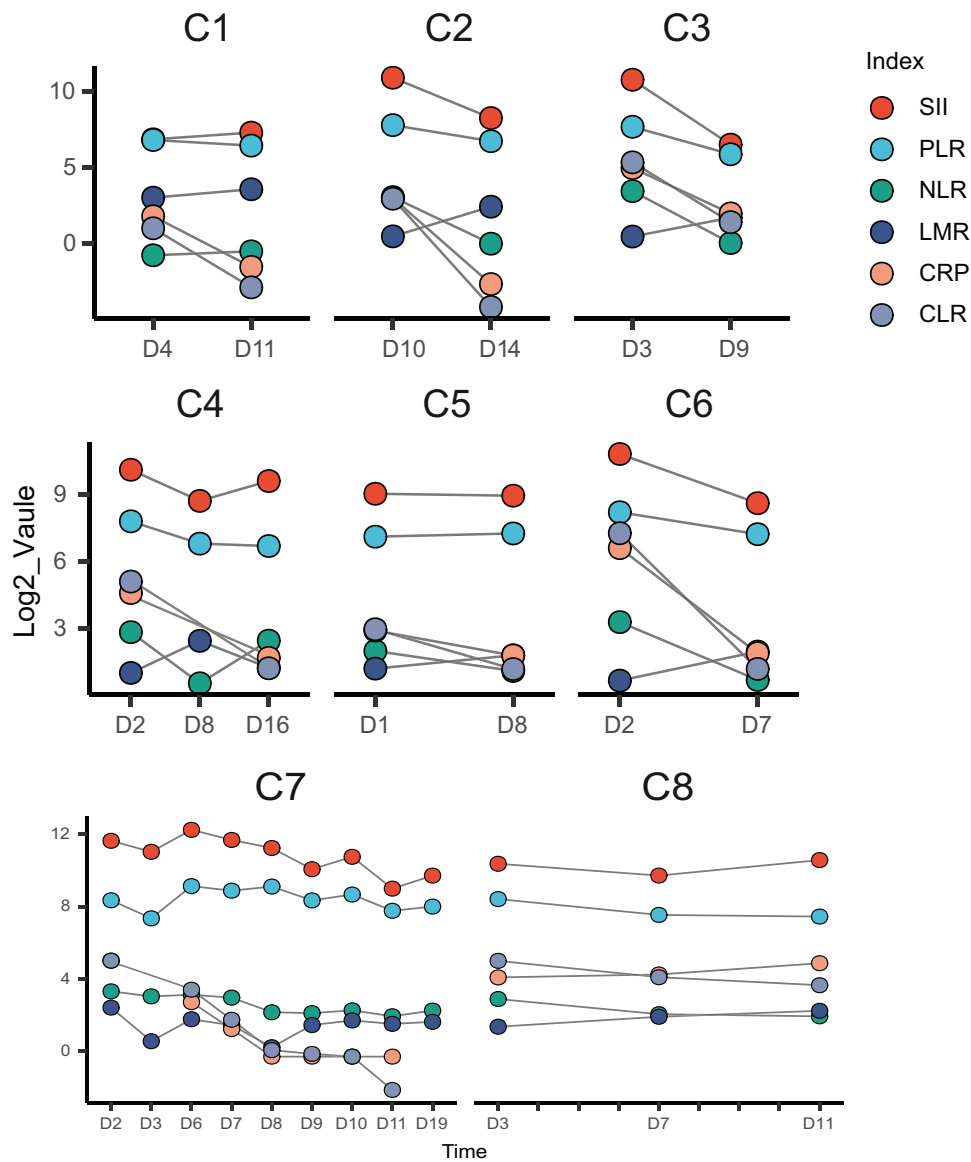 C1 C2 C3
Index
SII
PLR
NLR
LMR
CRP
CLR
10
5
0
D4 D11 D10 D14 D3 D9
C4 C5 C6
Log2_Vaule
9
6
3
D2 D8 D16 D1 D8 D2 D7
C7 C8
12
8
4
0
D2 D3 D6 D7 D8 D9 D10 D11 D19 D3 D7 D11
Time